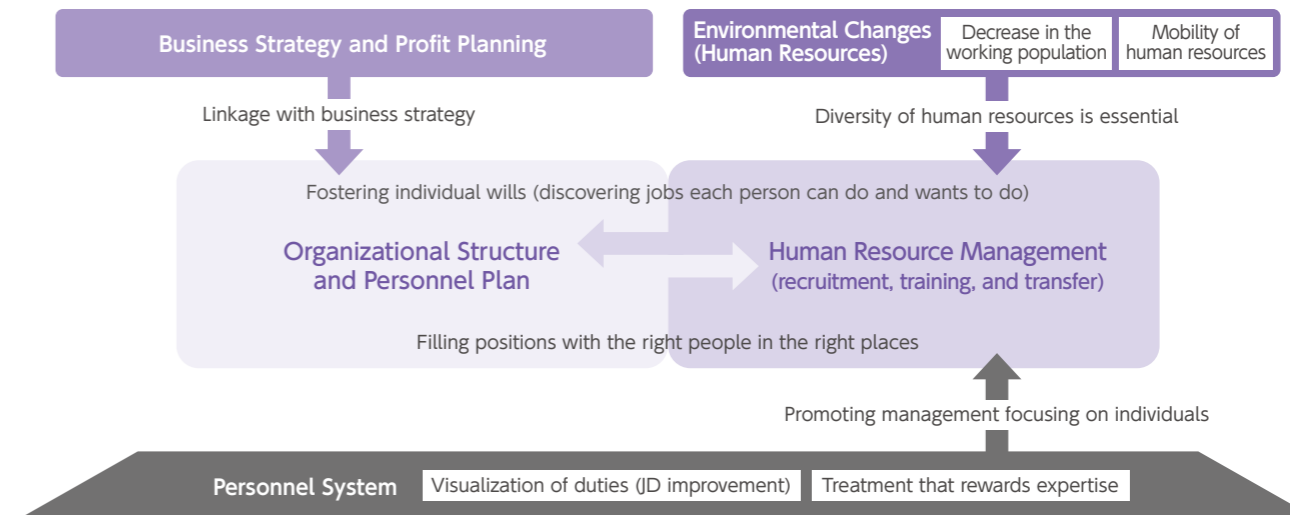 Business Strategy and Profit Planning
Environmental Changes
(Human Resources)
Decrease in the
working population
Mobility of
human resources
Linkage with business strategy
Diversity of human resources is essential
Fostering individual wills (discovering jobs each person can do and wants to do)
Organizational Structure
and Personnel Plan
Human Resource Management
(recruitment, training, and transfer)
Filling positions with the right people in the right places
Promoting management focusing on individuals
Personnel System
Visualization of duties (JD improvement)
Treatment that rewards expertise